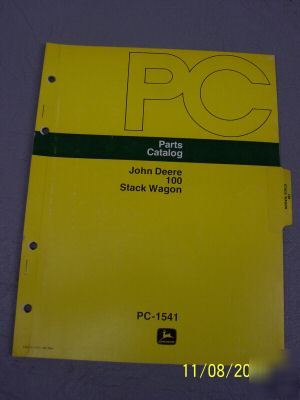 PC
Parts
Catalog
John Deere
100
Stack Wagon
PC-1541
11/08/20